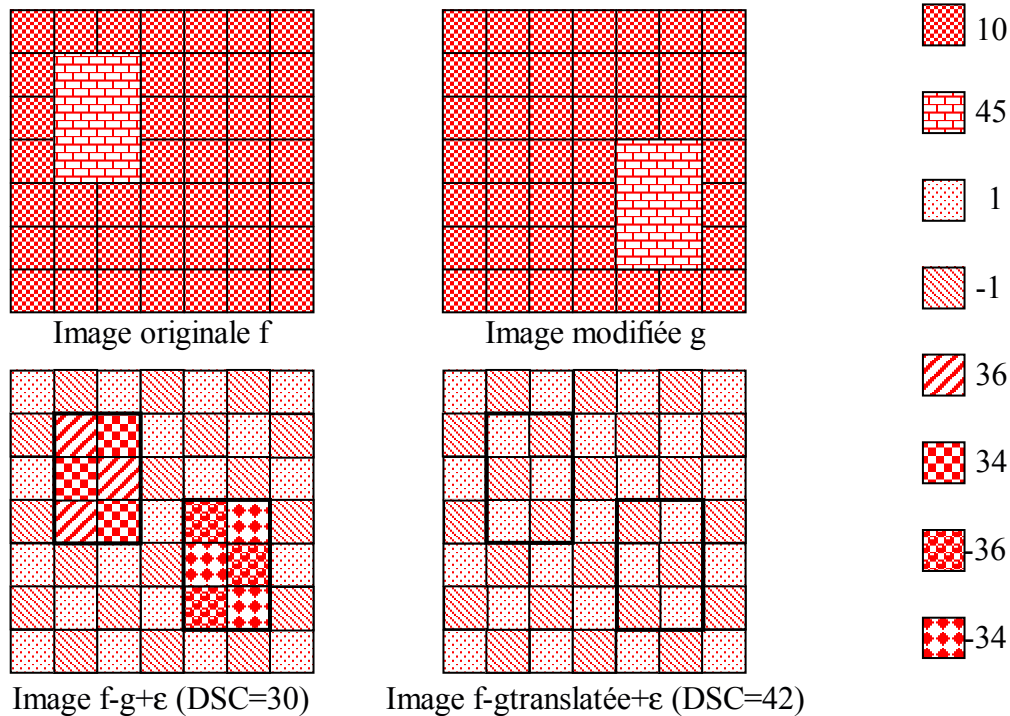 10
45
1
-1
36
34
-36
-34
Image originale f
Image modifiée g
Image f-g+ε (DSC=30)
Image f-gtranslatée+ε (DSC=42)